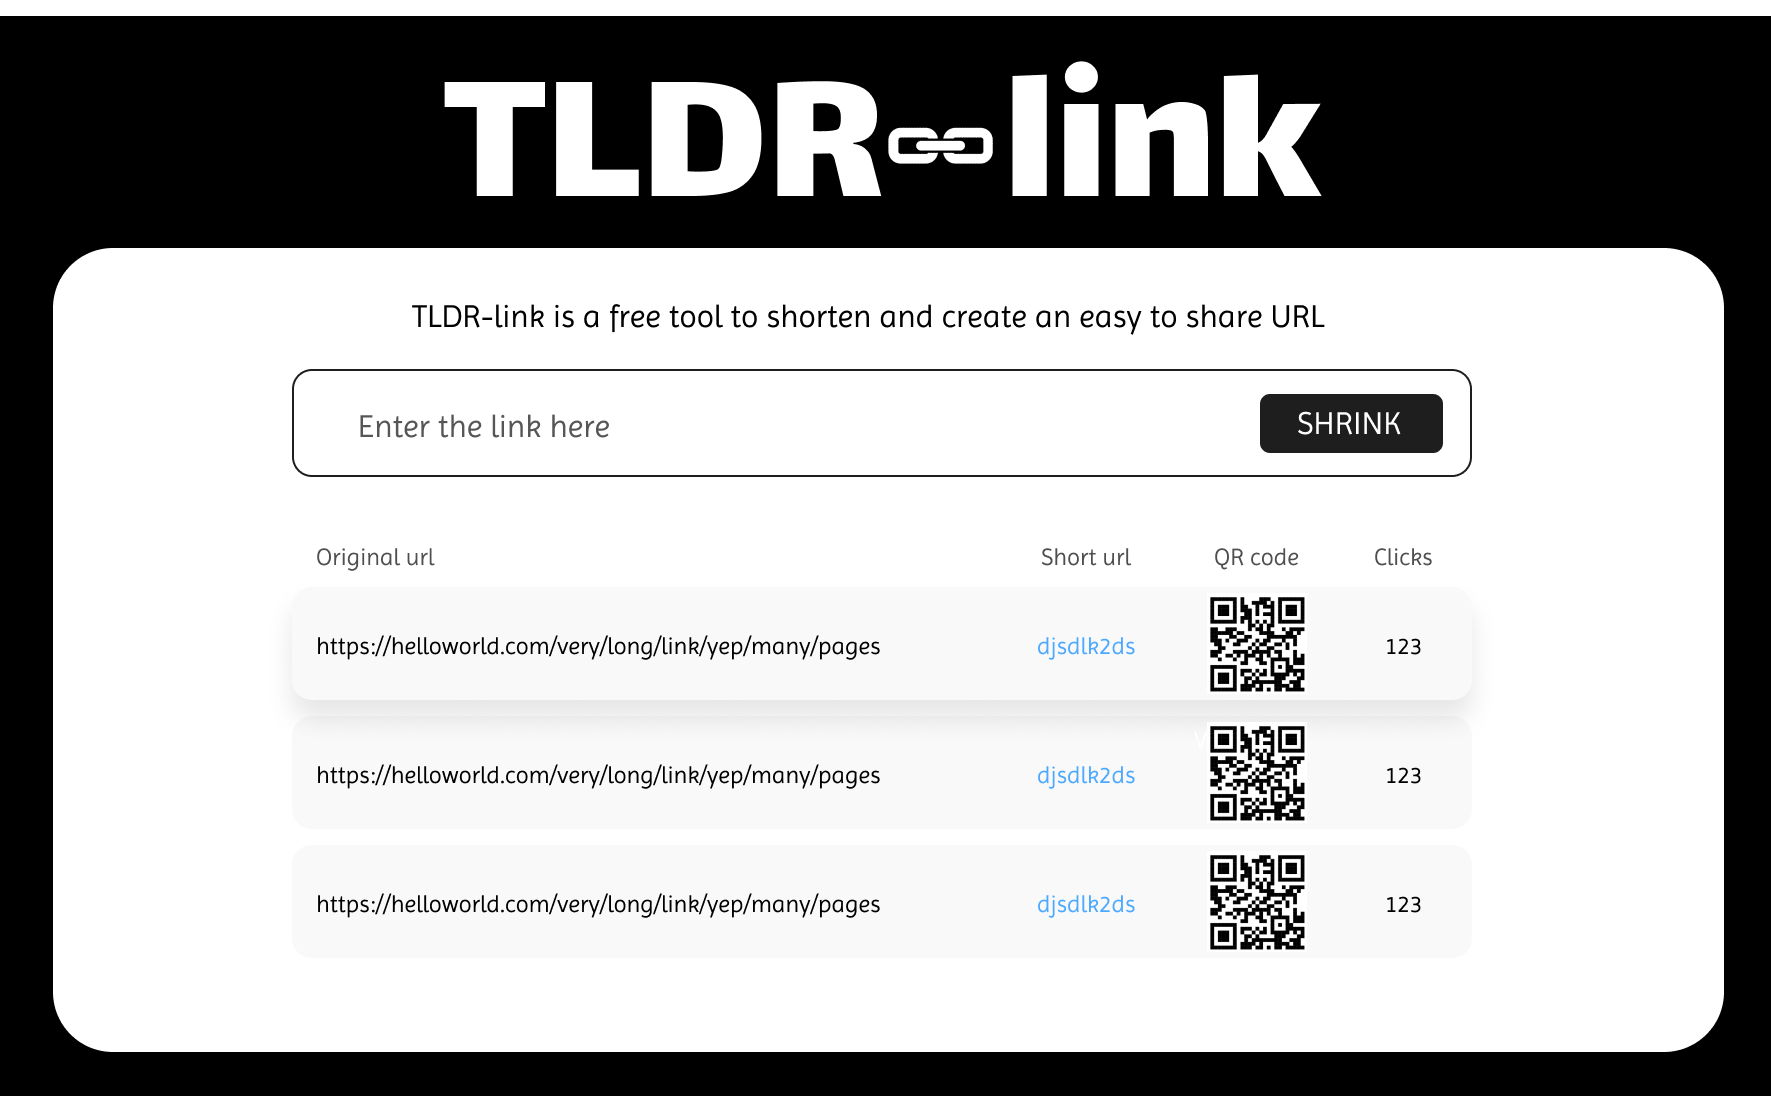 TLDR link
TLDR-link is a free tool to shorten and create an easy to share URL
Enter the link here SHRINK
Original url Short url QR code Clicks
https://helloworld.com/very/long/link/yep/many/pages djsdlk2ds 123
https://helloworld.com/very/long/link/yep/many/pages djsdlk2ds 123
https://helloworld.com/very/long/link/yep/many/pages djsdlk2ds 123